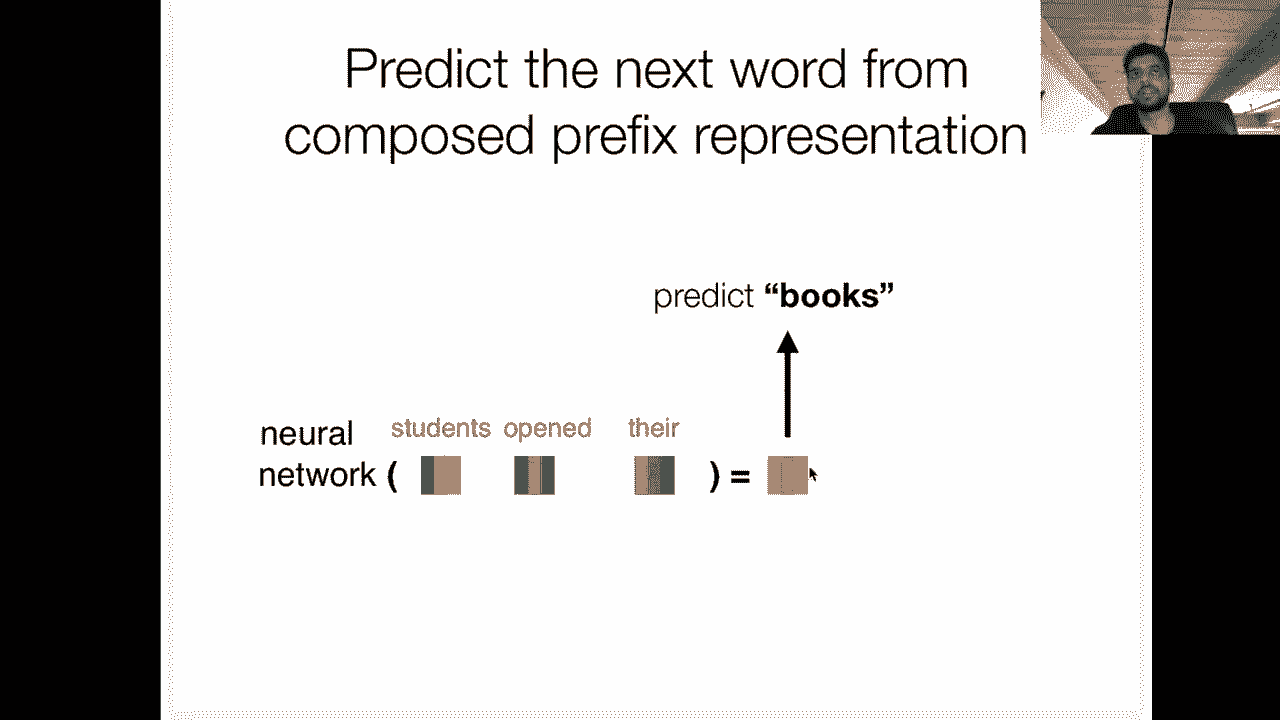 Predict the next word from
composed prefix representation
predict “books”
neural students opened their
network ( ) =